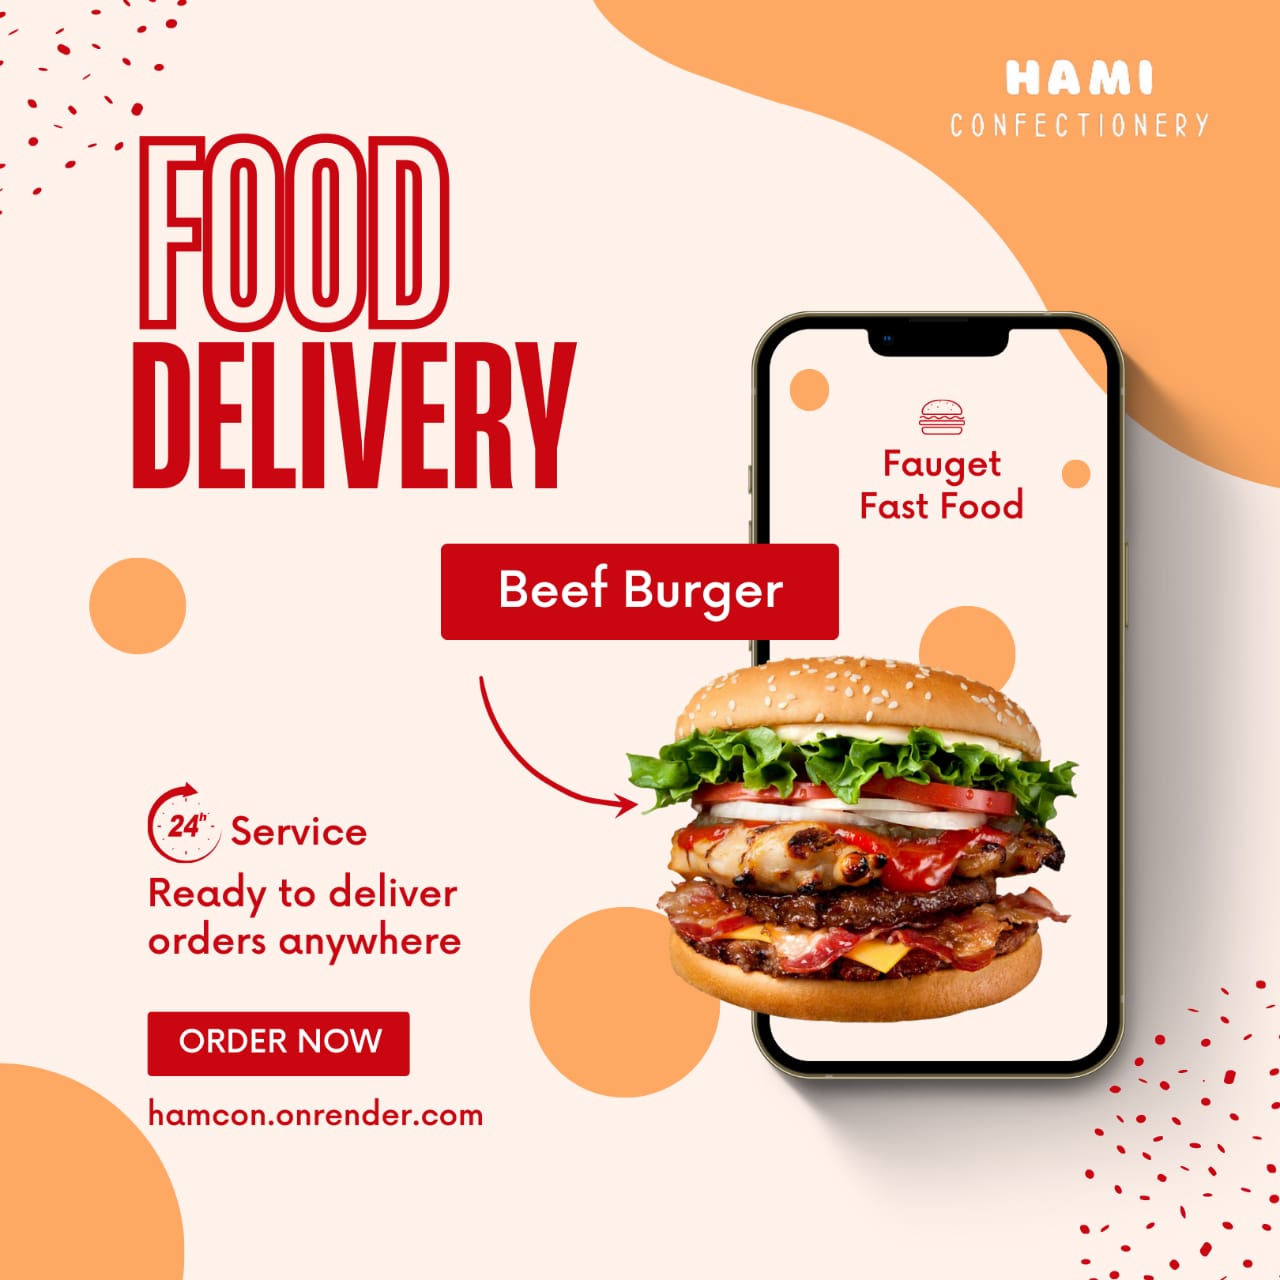 HAMI
CONFECTIONERY
FOOD
DELIVERY
Fauget
Fast Food
Beef Burger
24h Service
Ready to deliver
orders anywhere
ORDER NOW
hamcon.onrender.com